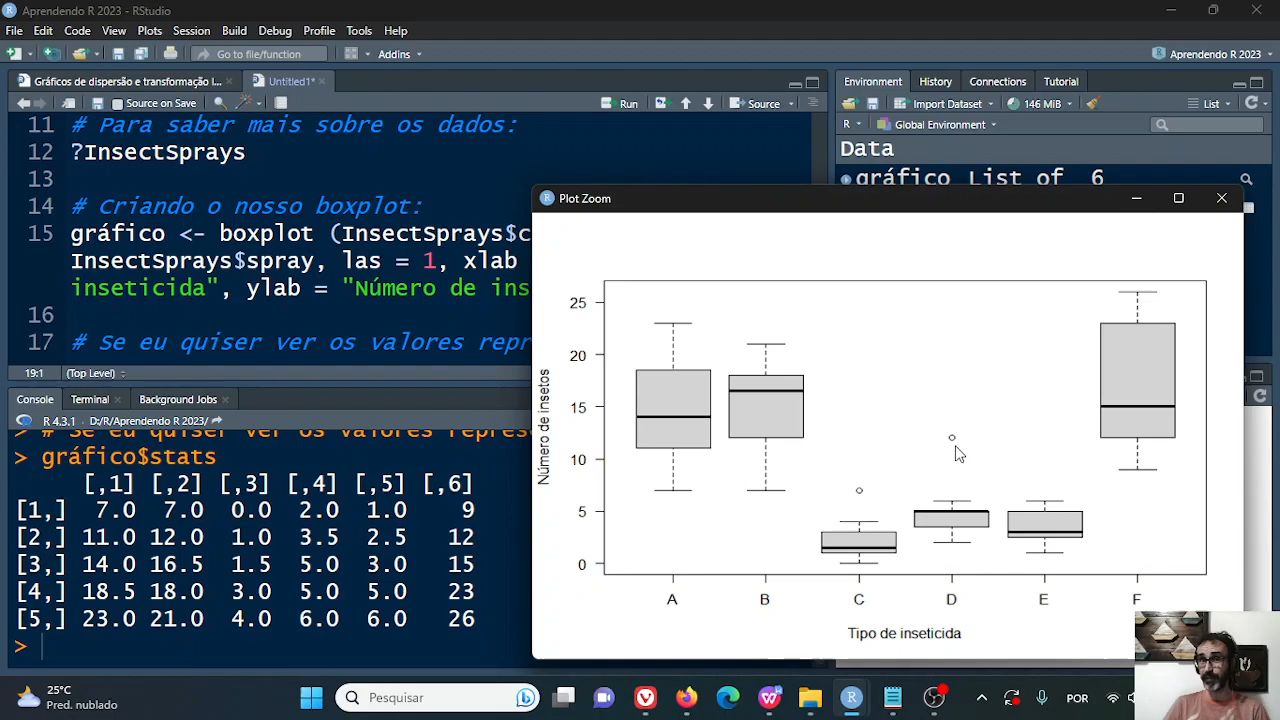 Aprendendo R 2023 - RStudio
File Edit Code View Plots Session Build Debug Profile Tools Help
Go to file/function Addins Aprendendo R 2023
Gráficos de dispersão e transformação l... Untitled1*
Source on Save Run Source
11 # Para saber mais sobre os dados:
12 ?InsectSprays
13
14 # Criando o nosso boxplot:
15 gráfico <- boxplot (InsectSprays$c
InsectSprays$spray, las = 1, xlab
inseticida", ylab = "Número de ins
16
17 # Se eu quiser ver os valores repr
19:1 (Top Level)
Console Terminal Background Jobs
R 4.3.1 · D:/R/Aprendendo R 2023/
> # Se eu quiser ver os valores repres
> gráfico$stats
[,1] [,2] [,3] [,4] [,5] [,6]
[1,] 7.0 7.0 0.0 2.0 1.0 9
[2,] 11.0 12.0 1.0 3.5 2.5 12
[3,] 14.0 16.5 1.5 5.0 3.0 15
[4,] 18.5 18.0 3.0 5.0 5.0 23
[5,] 23.0 21.0 4.0 6.0 6.0 26
>
Environment History Connections Tutorial
Import Dataset 146 MiB List
R Global Environment
Data
gráfico List of 6
Plot Zoom
25
20
15
10
5
0
Número de insetos
A B C D E F
Tipo de inseticida
25°C
Pred. nublado
Pesquisar
POR